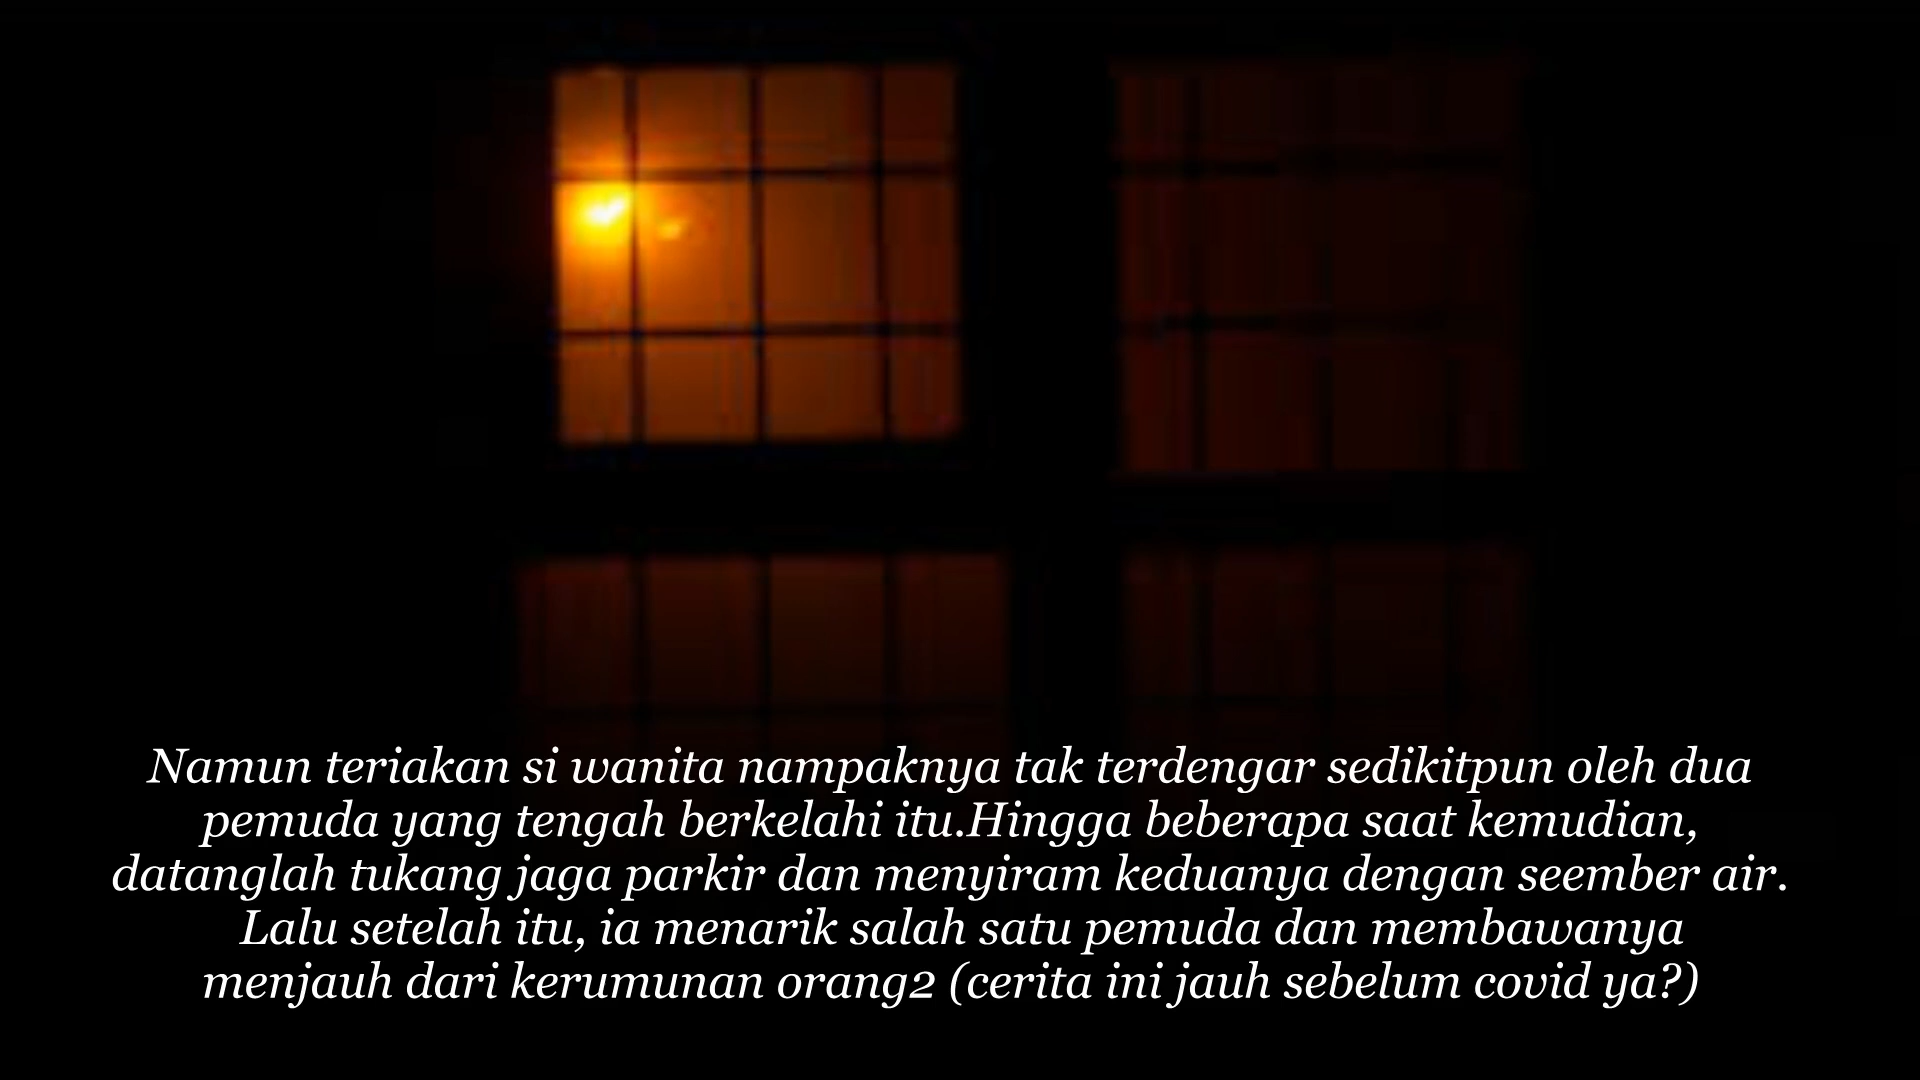 Namun teriakan si wanita nampaknya tak terdengar sedikitpun oleh dua
pemuda yang tengah berkelahi itu.Hingga beberapa saat kemudian,
datanglah tukang jaga parkir dan menyiram keduanya dengan seember air.
Lalu setelah itu, ia menarik salah satu pemuda dan membawanya
menjauh dari kerumunan orang2 (cerita ini jauh sebelum covid ya?)